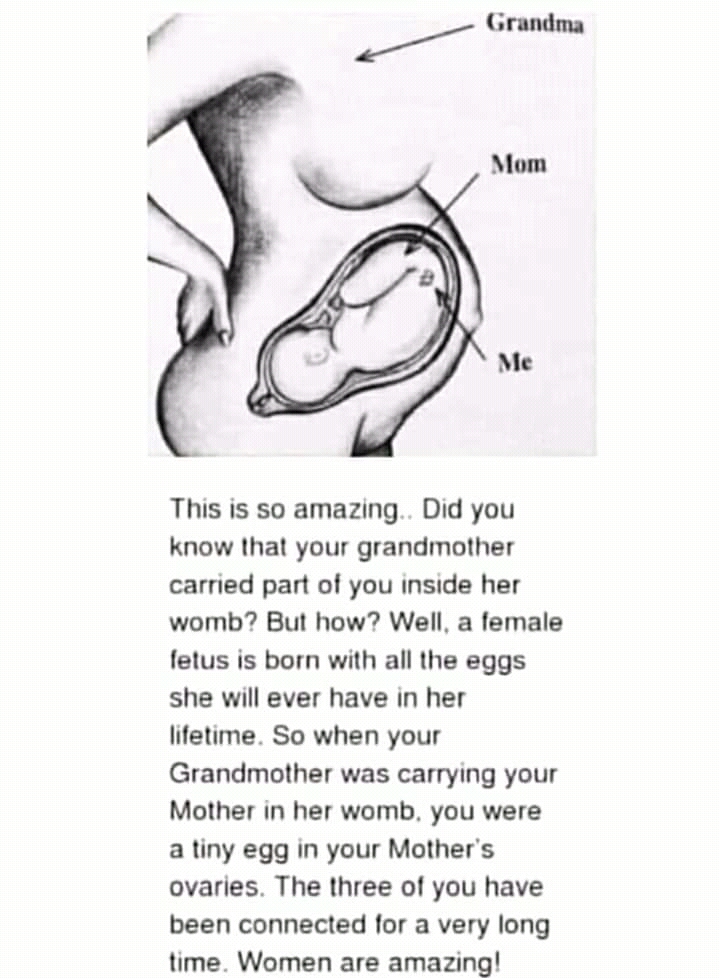 Grandma
Mom
Me
This is so amazing.. Did you
know that your grandmother
carried part of you inside her
womb? But how? Well, a female
fetus is born with all the eggs
she will ever have in her
lifetime. So when your
Grandmother was carrying your
Mother in her womb, you were
a tiny egg in your Mother's
ovaries. The three of you have
been connected for a very long
time. Women are amazing!